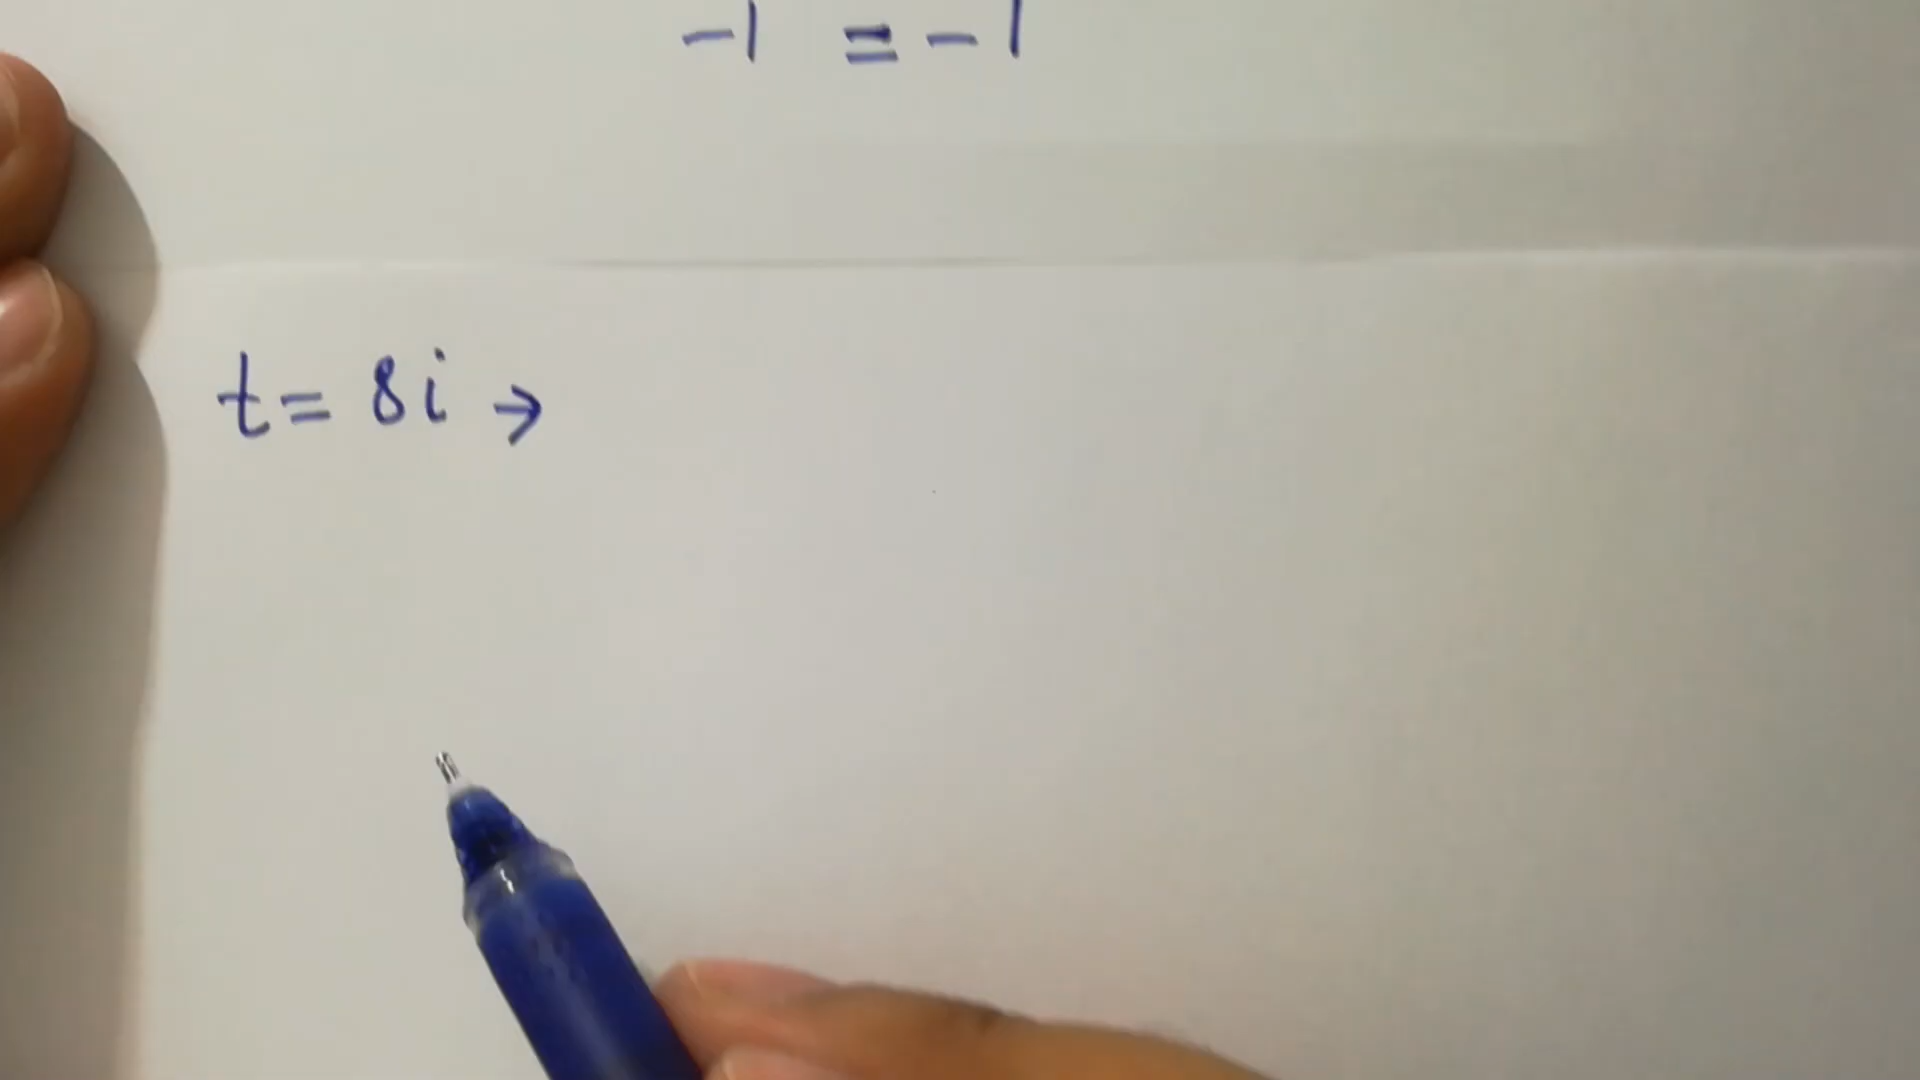 -1 = -1
t = 8i →